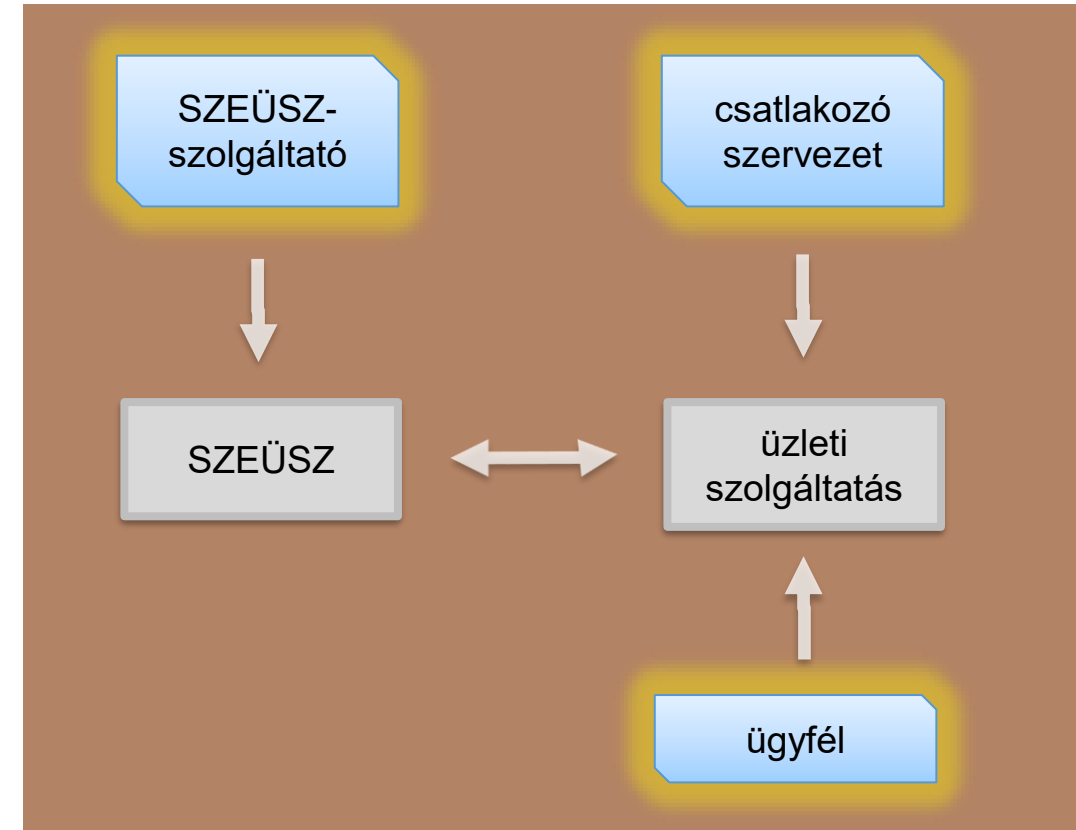 SZEÜSZ-
szolgáltató
csatlakozó
szervezet
SZEÜSZ
üzleti
szolgáltatás
ügyfél